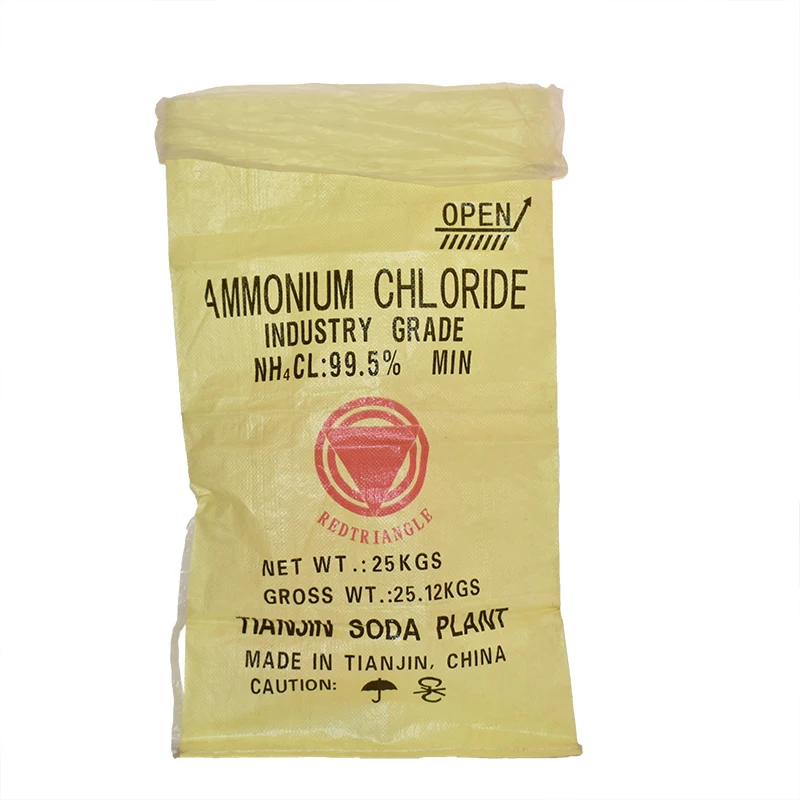 OPEN
AMMONIUM CHLORIDE
INDUSTRY GRADE
NH₄CL:99.5% MIN
REDTRIANGLE
NET WT.:25KGS
GROSS WT.:25.12KGS
TIANJIN SODA PLANT
MADE IN TIANJIN, CHINA
CAUTION: